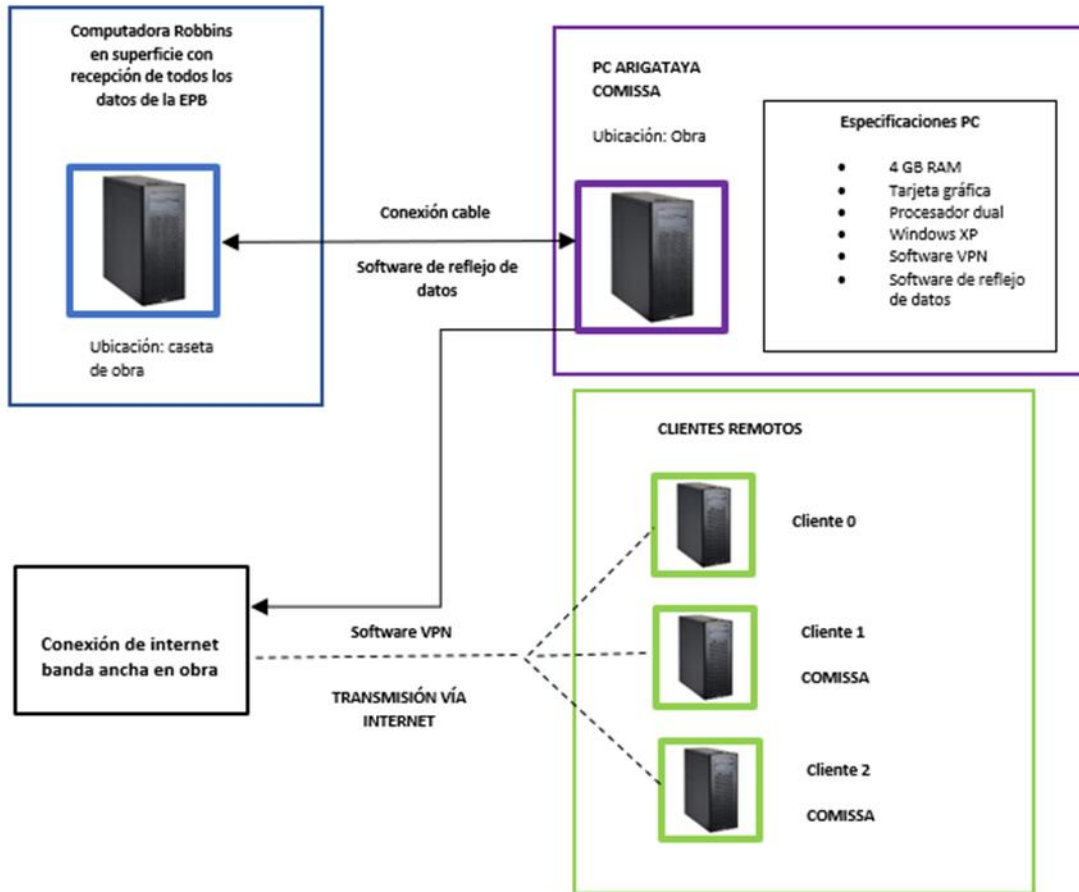 Computadora Robbins
en superficie con
recepción de todos los
datos de la EPB
Ubicación: caseta
de obra
Conexión cable
Software de reflejo de
datos
PC ARIGATAYA
COMISSA
Ubicación: Obra
Especificaciones PC
• 4 GB RAM
• Tarjeta gráfica
• Procesador dual
• Windows XP
• Software VPN
• Software de reflejo
de datos
Conexión de internet
banda ancha en obra
Software VPN
TRANSMISIÓN VÍA
INTERNET
CLIENTES REMOTOS
Cliente 0
Cliente 1
COMISSA
Cliente 2
COMISSA